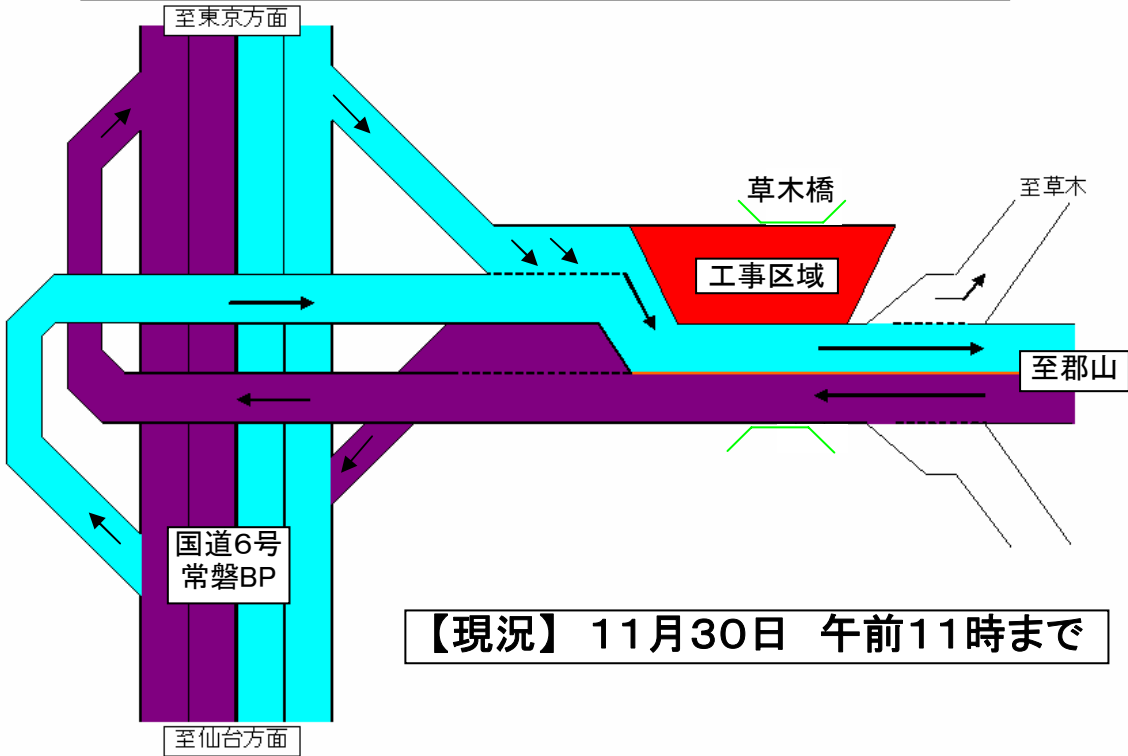 至東京方面
草木橋
至草木
工事区域
至郡山
国道6号
常磐BP
【現況】 11月30日 午前11時まで
至仙台方面